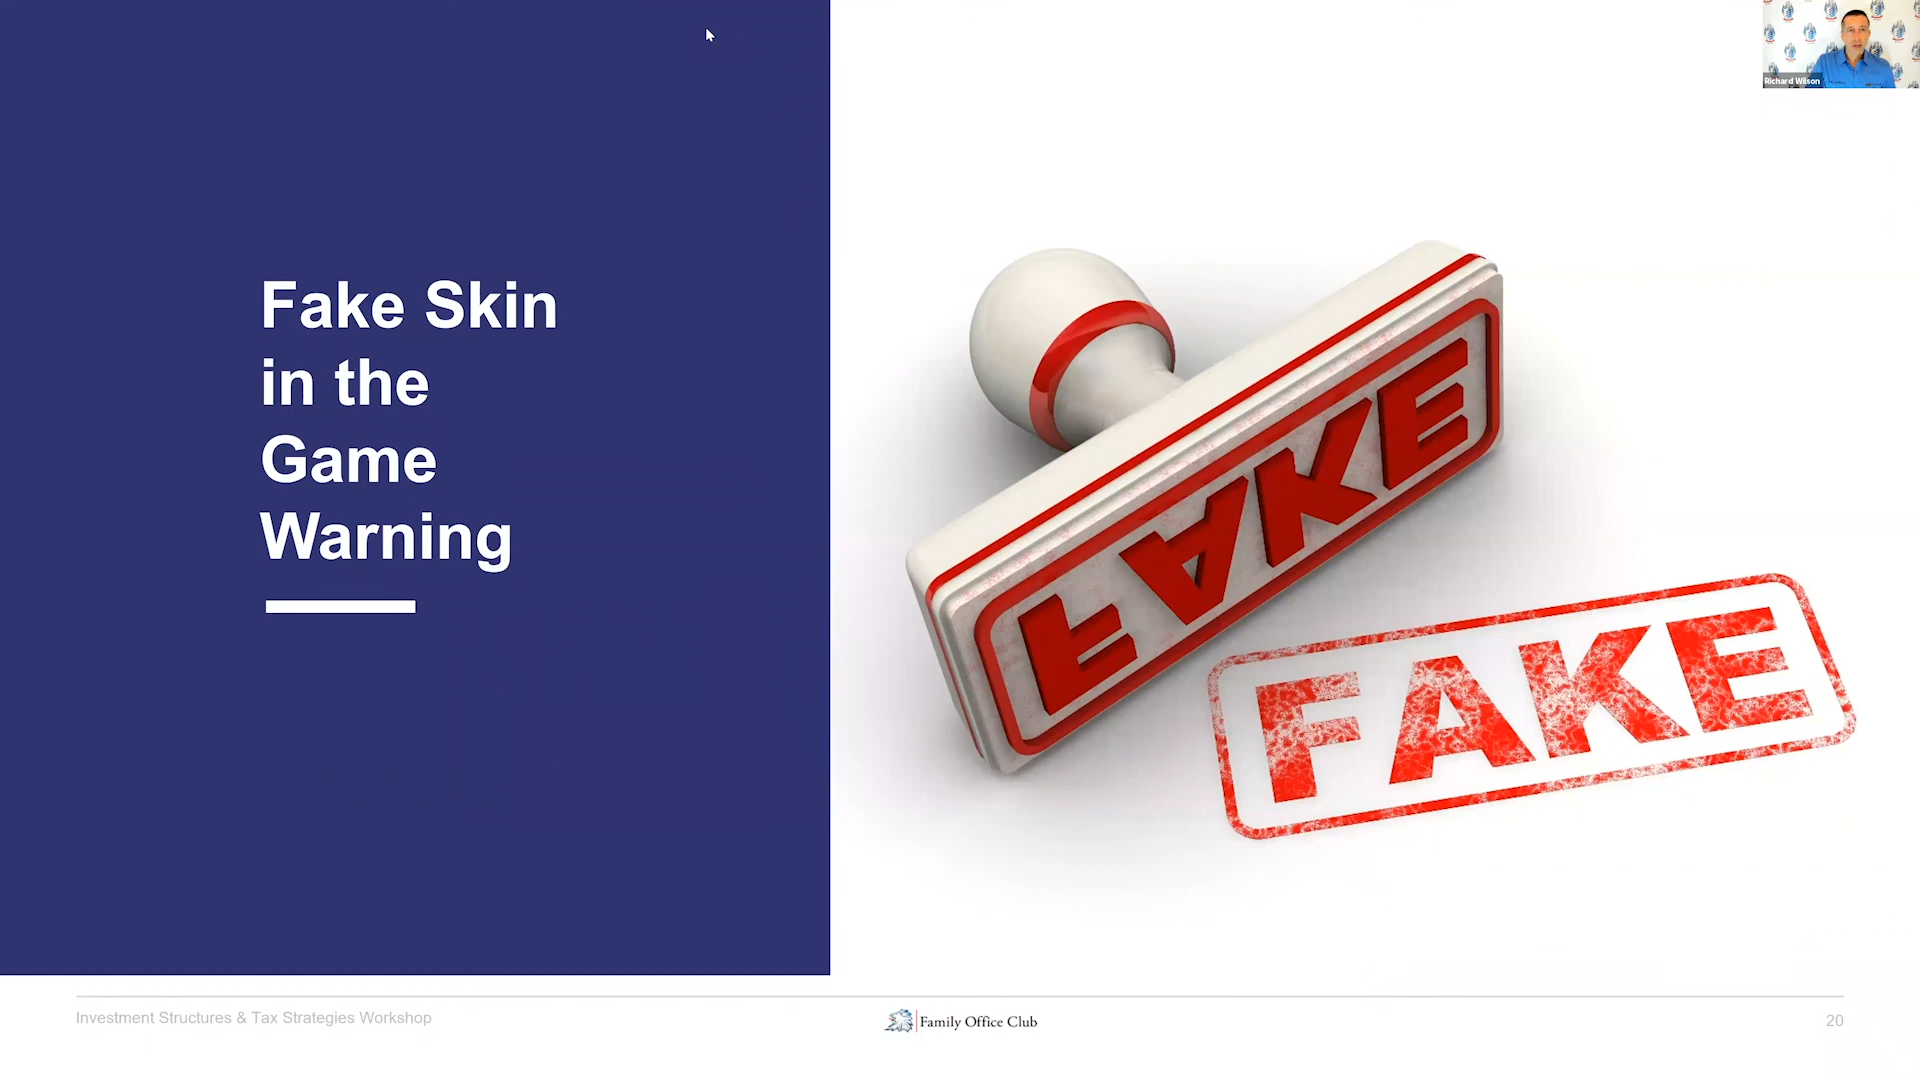 Richard Wilson
Fake Skin
in the
Game
Warning
FAKE
FAKE
Investment Structures & Tax Strategies Workshop
Family Office Club
20